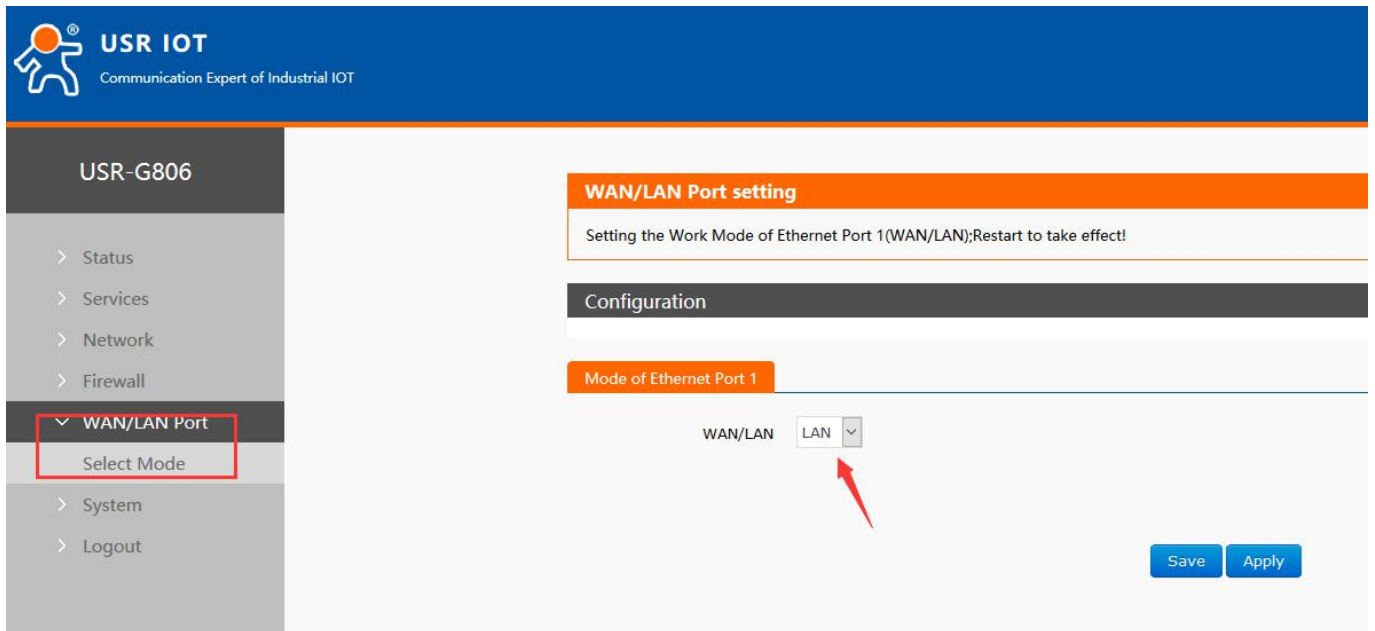 ®
USR IOT
Communication Expert of Industrial IOT
USR-G806
Status
Services
Network
Firewall
WAN/LAN Port
Select Mode
System
Logout
WAN/LAN Port setting
Setting the Work Mode of Ethernet Port 1(WAN/LAN);Restart to take effect!
Configuration
Mode of Ethernet Port 1
WAN/LAN LAN
Save Apply